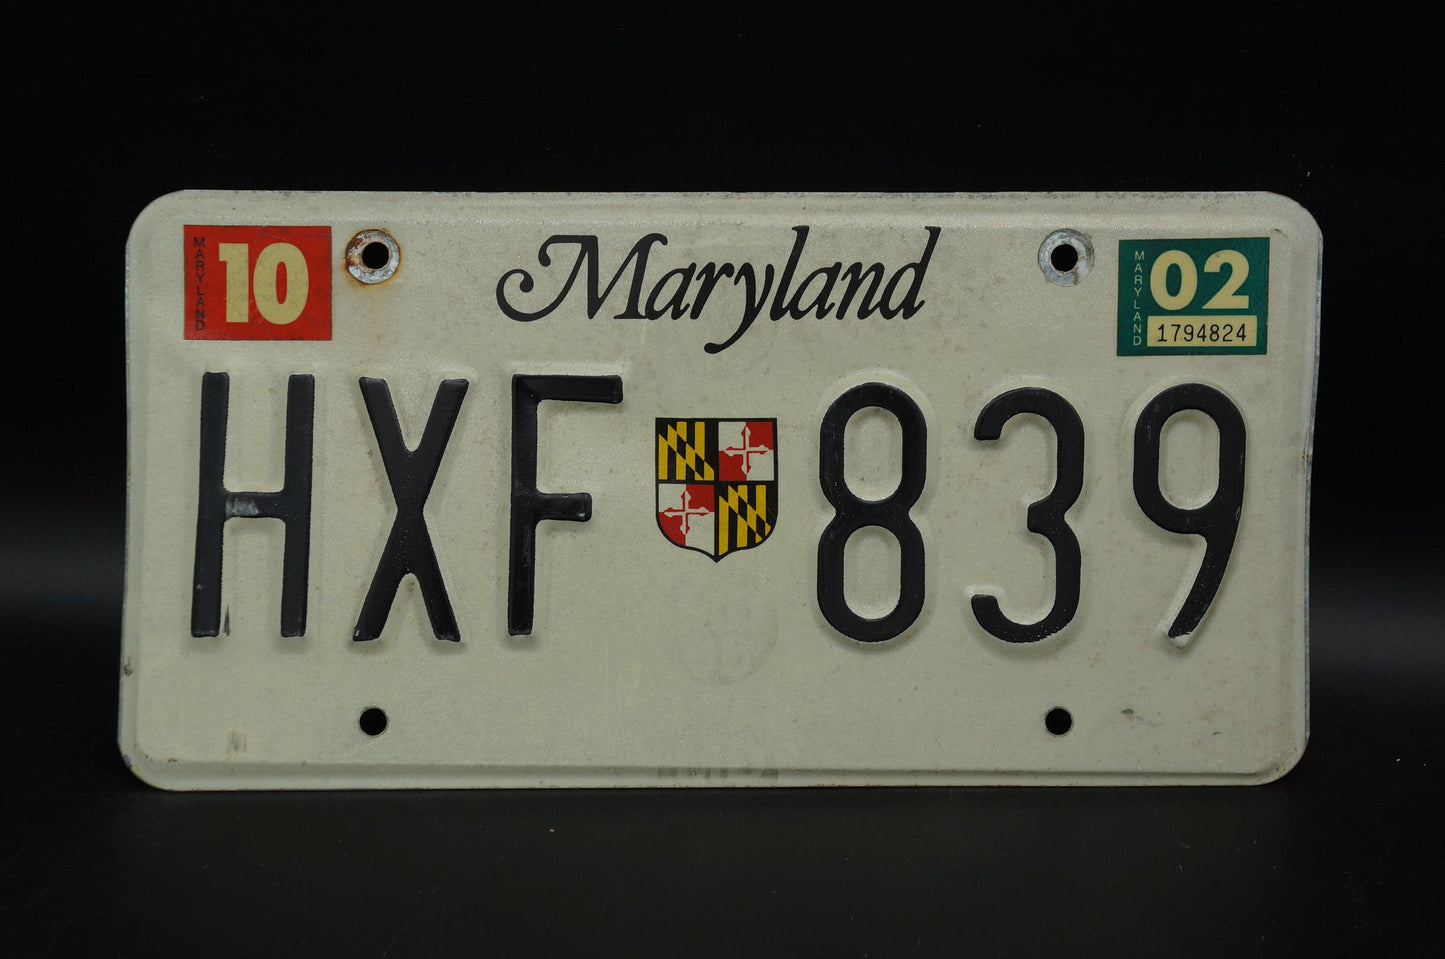 MARYLAND 10
Maryland
MARYLAND 02
1794824
HXF 839